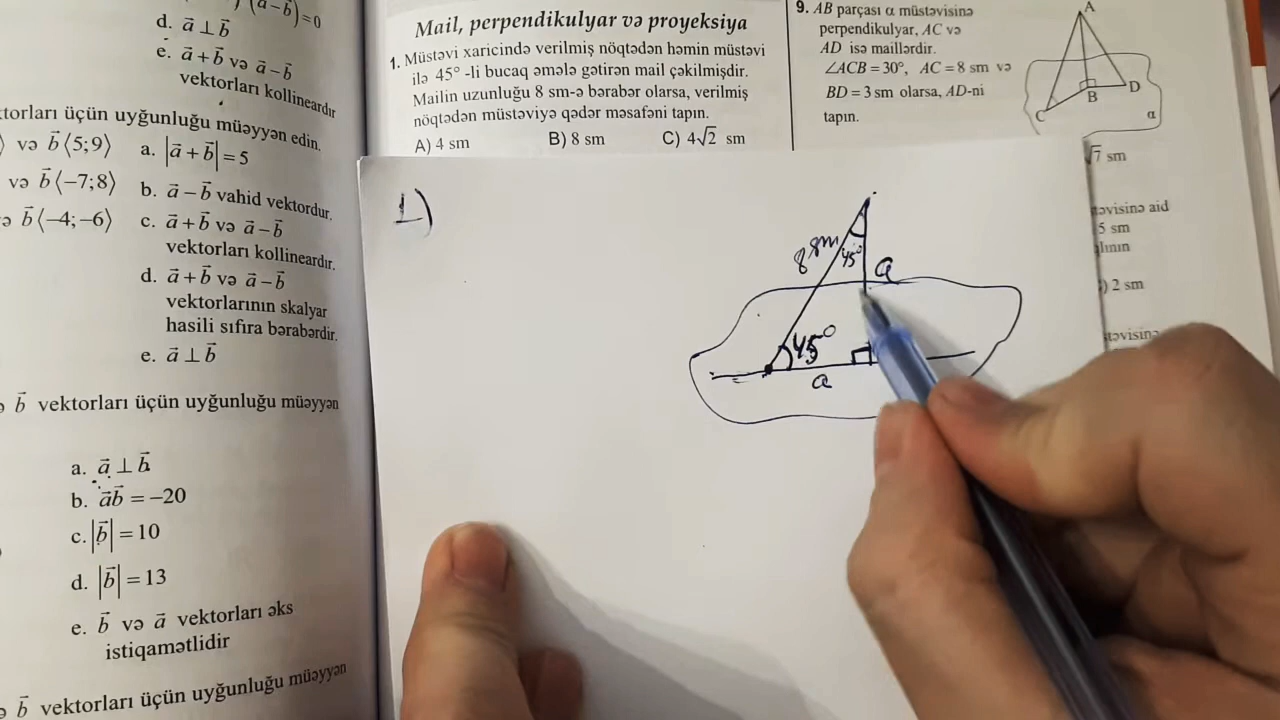 (a⃗−b⃗)=0
d. a⃗ ⊥ b⃗
e. a⃗+b⃗ və a⃗−b⃗
vektorları kollineardır
torları üçün uyğunluğu müəyyən edin.
və b⃗⟨5;9⟩ a. |a⃗+b⃗|=5
və b⃗⟨−7;8⟩ b. a⃗−b⃗ vahid vektordur.
b⃗⟨−4;−6⟩ c. a⃗+b⃗ və a⃗−b⃗
vektorları kollineardır.
d. a⃗+b⃗ və a⃗−b⃗
vektorlarının skalyar
hasili sıfıra bərabərdir.
e. a⃗ ⊥ b⃗
b⃗ vektorları üçün uyğunluğu müəyyən
a. a⃗ ⊥ b⃗
b. a⃗b⃗ = −20
c. |b⃗| = 10
d. |b⃗| = 13
e. b⃗ və a⃗ vektorları əks
istiqamətlidir
b⃗ vektorları üçün uyğunluğu müəyyən
Mail, perpendikulyar və proyeksiya
1. Müstəvi xaricində verilmiş nöqtədən həmin müstəvi
ilə 45° -li bucaq əmələ gətirən mail çəkilmişdir.
Mailin uzunluğu 8 sm-ə bərabər olarsa, verilmiş
nöqtədən müstəviyə qədər məsafəni tapın.
A) 4 sm B) 8 sm C) 4√2 sm
9. AB parçası α müstəvisinə
perpendikulyar, AC və
AD isə maillərdir.
∠ACB = 30°, AC = 8 sm və
BD = 3 sm olarsa, AD-ni
tapın.
A
B
D
C
α
√7 sm
təvisinə aid
5 sm
lının
) 2 sm
təvisinə
1)
8 sm
45°
a
45°
a